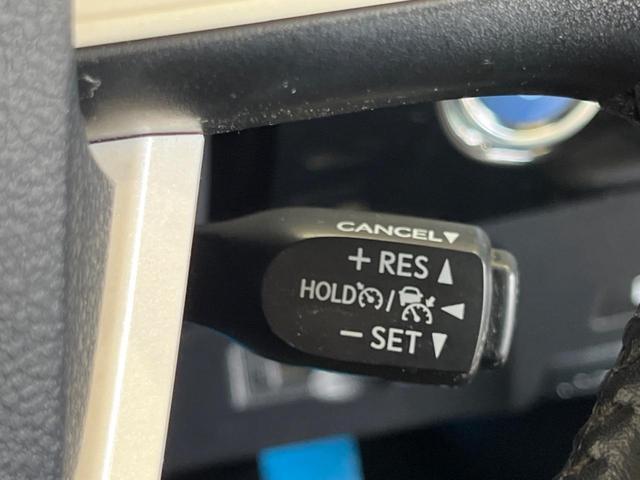 CANCEL▼
+ RES ▲
HOLD / ◀
− SET ▼